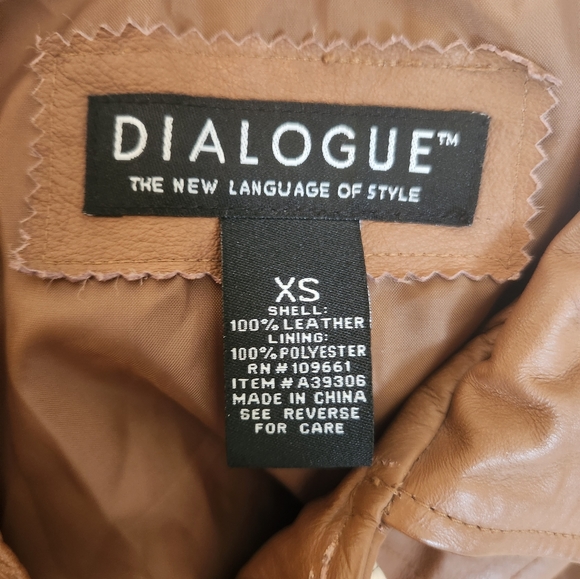 DIALOGUE™
THE NEW LANGUAGE OF STYLE
XS
SHELL:
100% LEATHER
LINING:
100% POLYESTER
RN # 109661
ITEM # A39306
MADE IN CHINA
SEE REVERSE
FOR CARE